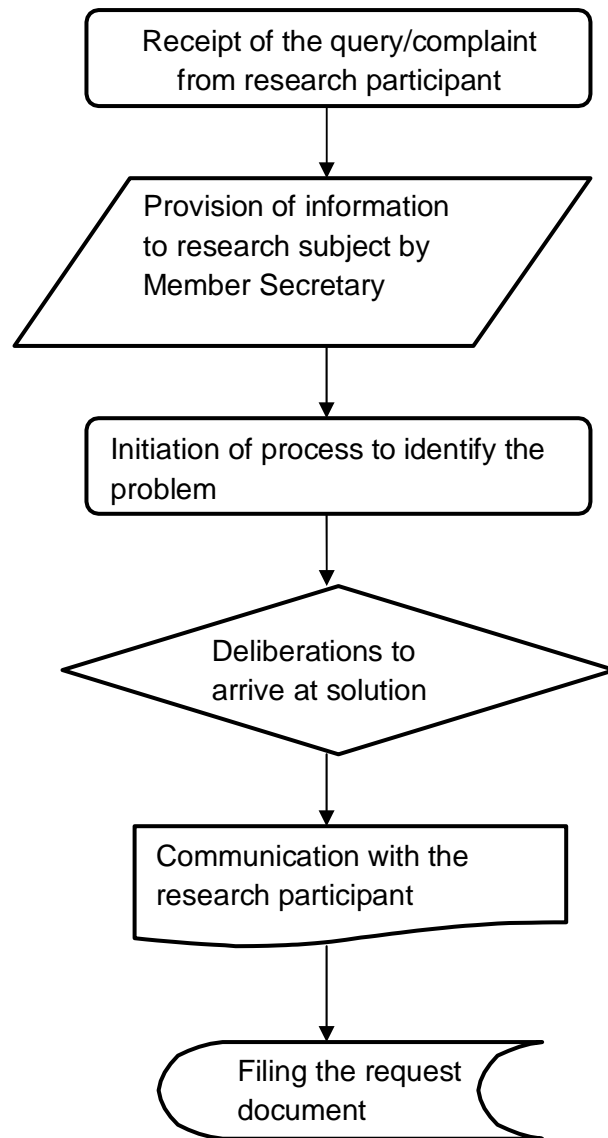 Receipt of the query/complaint
from research participant
Provision of information
to research subject by
Member Secretary
Initiation of process to identify the
problem
Deliberations to
arrive at solution
Communication with the
research participant
Filing the request
document